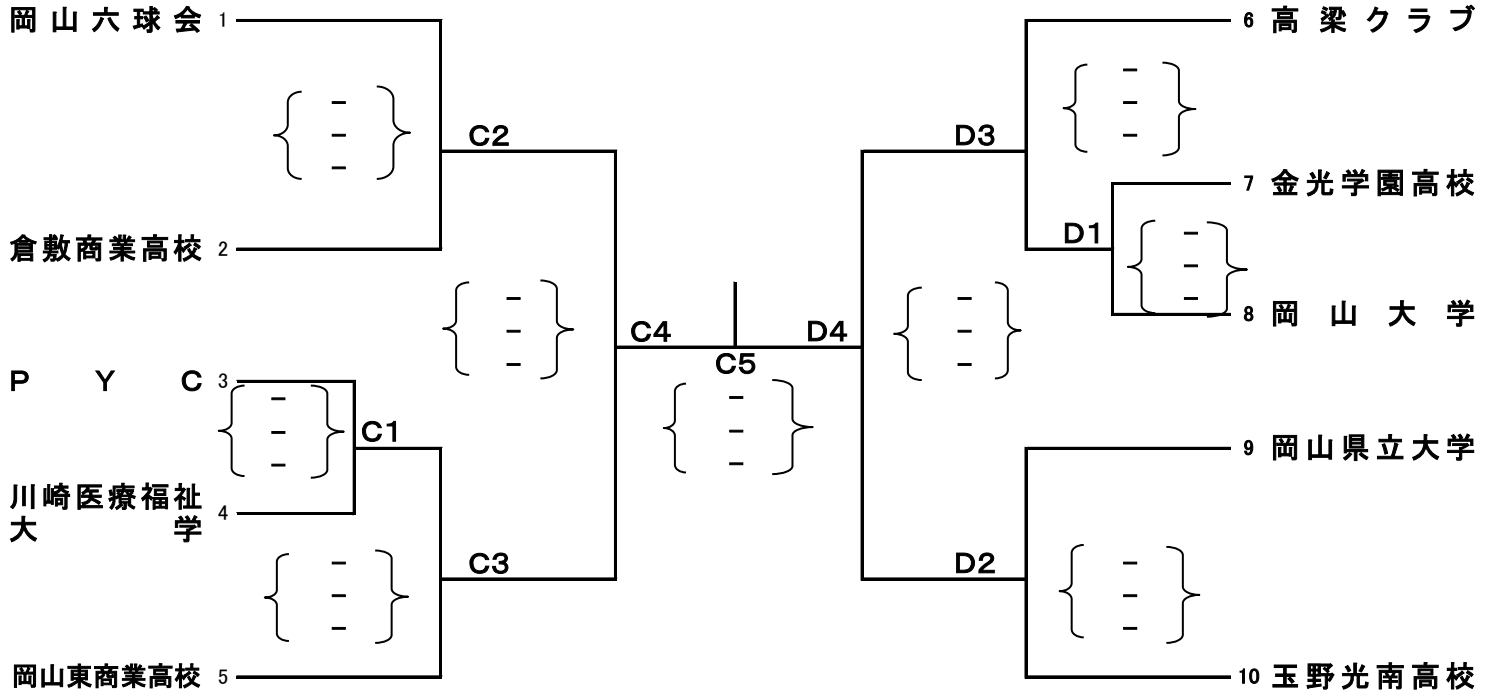 岡山六球会 1
C2
倉敷商業高校 2
C4
P Y C 3
C1
川崎医療福祉
大学 4
C3
岡山東商業高校 5
C5
6 高梁クラブ
D3
7 金光学園高校
D1
8 岡山大学
D4
9 岡山県立大学
D2
10 玉野光南高校